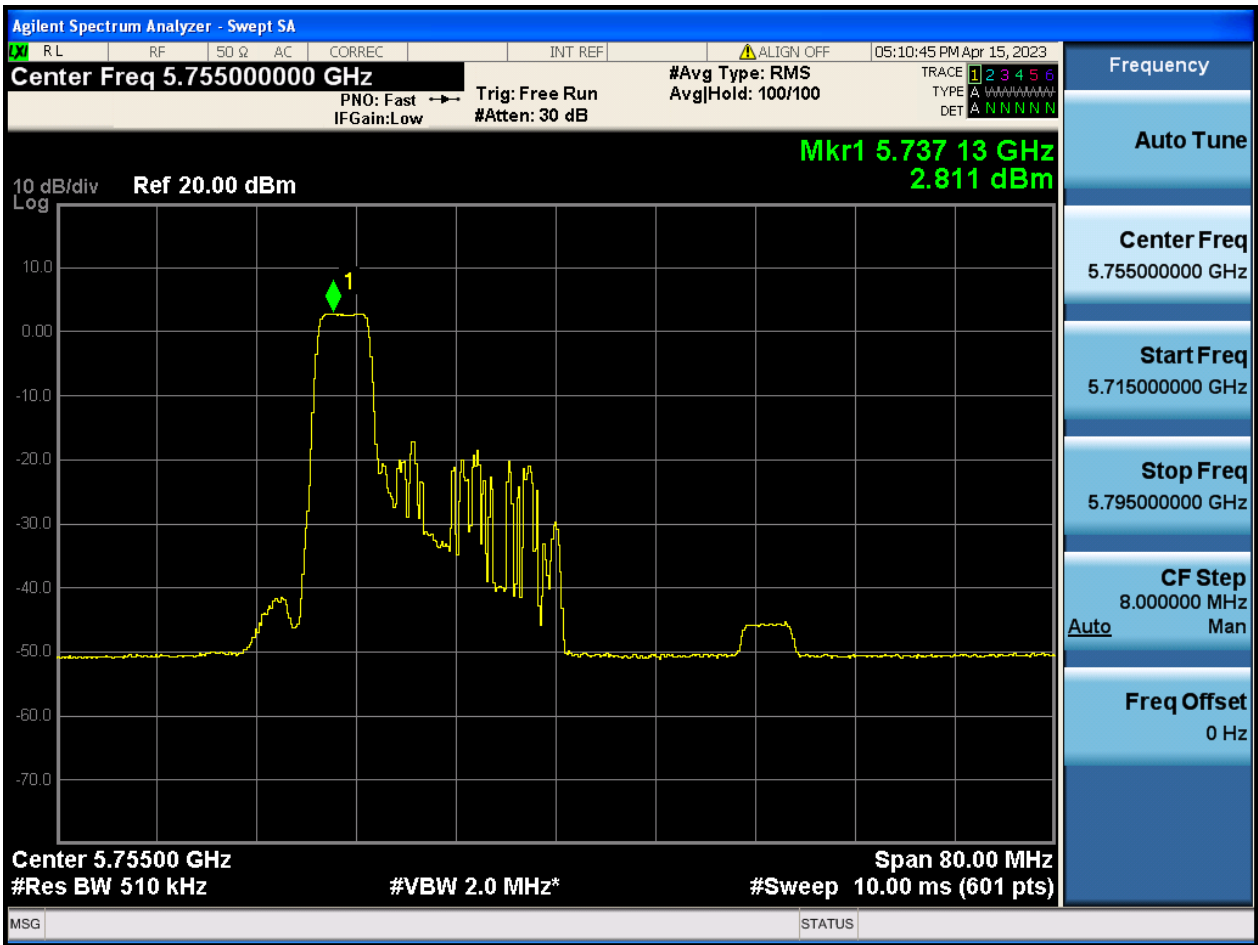 Agilent Spectrum Analyzer - Swept SA
LXI RL RF 50 Ω AC CORREC INT REF ALIGN OFF 05:10:45 PM Apr 15, 2023
Center Freq 5.755000000 GHz
PNO: Fast
IFGain:Low
Trig: Free Run
#Atten: 30 dB
#Avg Type: RMS
Avg|Hold: 100/100
TRACE 1 2 3 4 5 6
TYPE A WWWWW
DET A N N N N N
Mkr1 5.737 13 GHz
2.811 dBm
10 dB/div Ref 20.00 dBm
Log
10.0
0.00
-10.0
-20.0
-30.0
-40.0
-50.0
-60.0
-70.0
1
Center 5.75500 GHz Span 80.00 MHz
#Res BW 510 kHz #VBW 2.0 MHz* #Sweep 10.00 ms (601 pts)
MSG STATUS
Frequency
Auto Tune
Center Freq
5.755000000 GHz
Start Freq
5.715000000 GHz
Stop Freq
5.795000000 GHz
CF Step
8.000000 MHz
Auto Man
Freq Offset
0 Hz